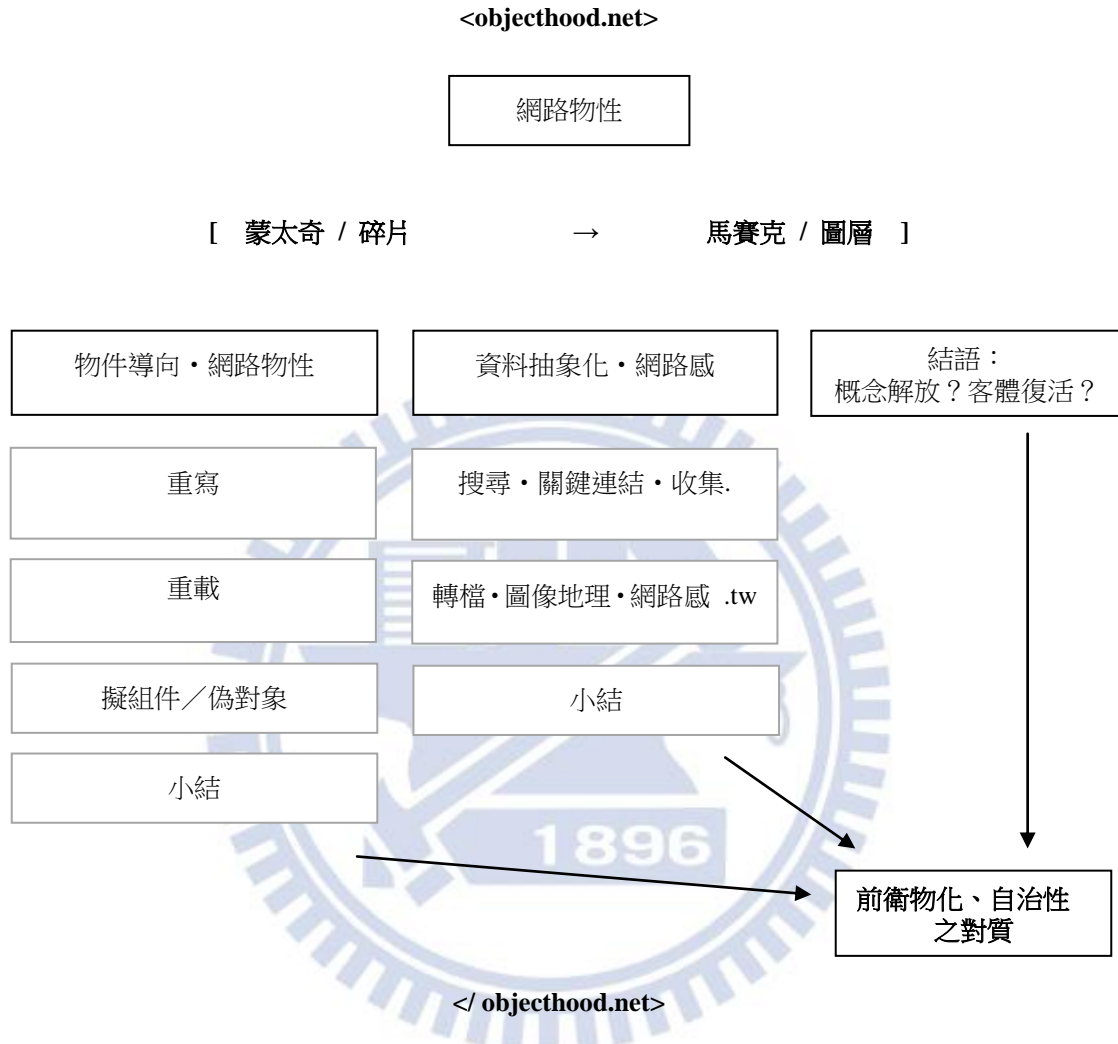 <objecthood.net>
網路物性
[ 蒙太奇 / 碎片 → 馬賽克 / 圖層 ]
物件導向・網路物性
重寫
重載
擬組件／偽對象
小結
資料抽象化・網路感
搜尋・關鍵連結・收集.
轉檔・圖像地理・網路感 .tw
小結
結語：
概念解放？客體復活？
1896
前衛物化、自治性
之對質
</ objecthood.net>